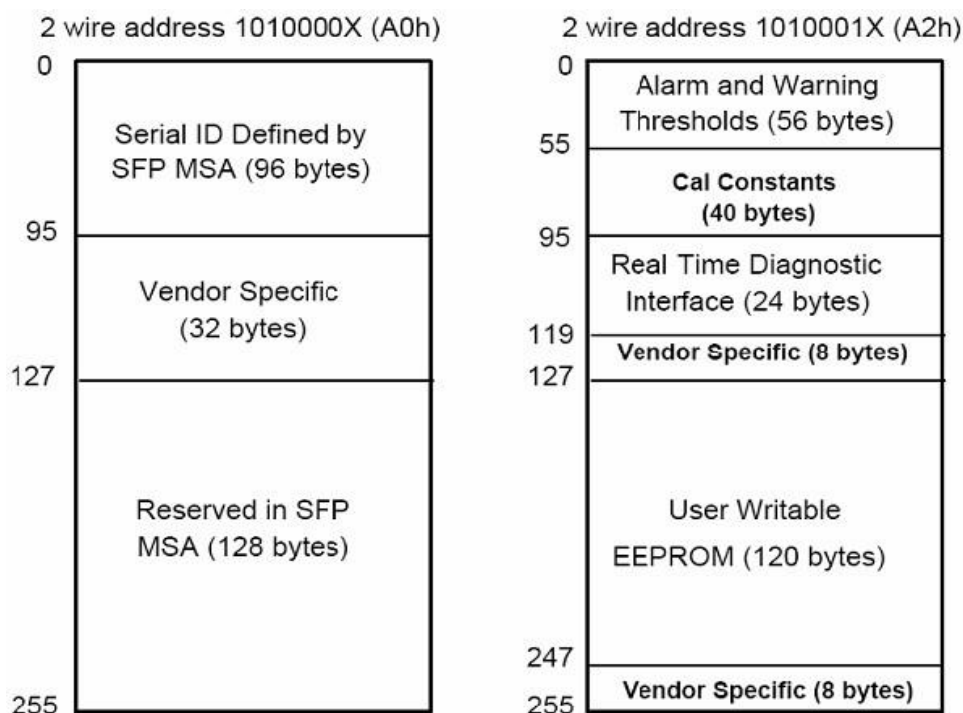 2 wire address 1010000X (A0h)
0
Serial ID Defined by
SFP MSA (96 bytes)
95
Vendor Specific
(32 bytes)
127
Reserved in SFP
MSA (128 bytes)
255
2 wire address 1010001X (A2h)
0
Alarm and Warning
Thresholds (56 bytes)
55
Cal Constants
(40 bytes)
95
Real Time Diagnostic
Interface (24 bytes)
119
Vendor Specific (8 bytes)
127
User Writable
EEPROM (120 bytes)
247
Vendor Specific (8 bytes)
255